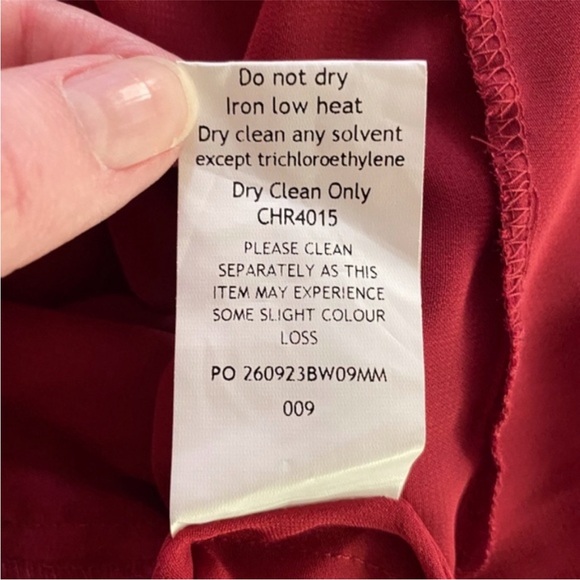 Do not dry
Iron low heat
Dry clean any solvent
except trichloroethylene
Dry Clean Only
CHR4015
PLEASE CLEAN
SEPARATELY AS THIS
ITEM MAY EXPERIENCE
SOME SLIGHT COLOUR
LOSS
PO 260923BW09MM
009